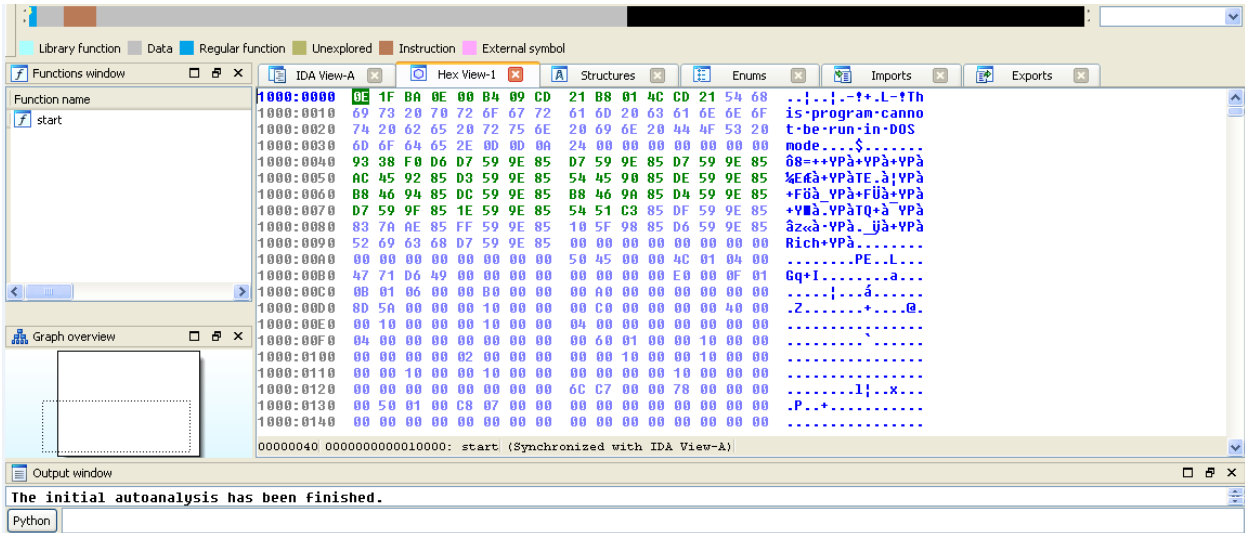 Library function Data Regular function Unexplored Instruction External symbol
Functions window
IDA View-A Hex View-1 Structures Enums Imports Exports
Function name
start
1000:0000 0E 1F BA 0E 00 B4 09 CD 21 B8 01 4C CD 21 54 68 ..¦..¦.-!+.L-!Th
1000:0010 69 73 20 70 72 6F 67 72 61 6D 20 63 61 6E 6E 6F is·program·canno
1000:0020 74 20 62 65 20 72 75 6E 20 69 6E 20 44 4F 53 20 t·be·run·in·DOS
1000:0030 6D 6F 64 65 2E 0D 0D 0A 24 00 00 00 00 00 00 00 mode....$.......
1000:0040 93 38 F0 D6 D7 59 9E 85 D7 59 9E 85 D7 59 9E 85 ô8=++YPà+YPà+YPà
1000:0050 AC 45 92 85 D3 59 9E 85 54 45 90 85 DE 59 9E 85 ¼EÆà+YPàTE.à¦YPà
1000:0060 B8 46 94 85 DC 59 9E 85 B8 46 9A 85 D4 59 9E 85 +Föà_YPà+FÜà+YPà
1000:0070 D7 59 9F 85 1E 59 9E 85 54 51 C3 85 DF 59 9E 85 +Y█à.YPàTQ+à¯YPà
1000:0080 83 7A AE 85 FF 59 9E 85 10 5F 98 85 D6 59 9E 85 âz«à·YPà._ÿà+YPà
1000:0090 52 69 63 68 D7 59 9E 85 00 00 00 00 00 00 00 00 Rich+YPà........
1000:00A0 00 00 00 00 00 00 00 00 50 45 00 00 4C 01 04 00 ........PE..L...
1000:00B0 47 71 D6 49 00 00 00 00 00 00 00 00 E0 00 0F 01 Gq+I........a...
1000:00C0 0B 01 06 00 00 B0 00 00 00 A0 00 00 00 00 00 00 .....¦...á......
1000:00D0 8D 5A 00 00 00 10 00 00 00 C0 00 00 00 00 40 00 .Z.......+....@.
1000:00E0 00 10 00 00 00 10 00 00 04 00 00 00 00 00 00 00 ................
1000:00F0 04 00 00 00 00 00 00 00 00 60 01 00 00 10 00 00 .........`......
1000:0100 00 00 00 00 02 00 00 00 00 00 10 00 00 10 00 00 ................
1000:0110 00 00 10 00 00 10 00 00 00 00 00 00 10 00 00 00 ................
1000:0120 00 00 00 00 00 00 00 00 6C C7 00 00 78 00 00 00 ........l¦..x...
1000:0130 00 50 01 00 C8 07 00 00 00 00 00 00 00 00 00 00 .P..+...........
1000:0140 00 00 00 00 00 00 00 00 00 00 00 00 00 00 00 00 ................
Graph overview
00000040 0000000000010000: start (Synchronized with IDA View-A)
Output window
The initial autoanalysis has been finished.
Python